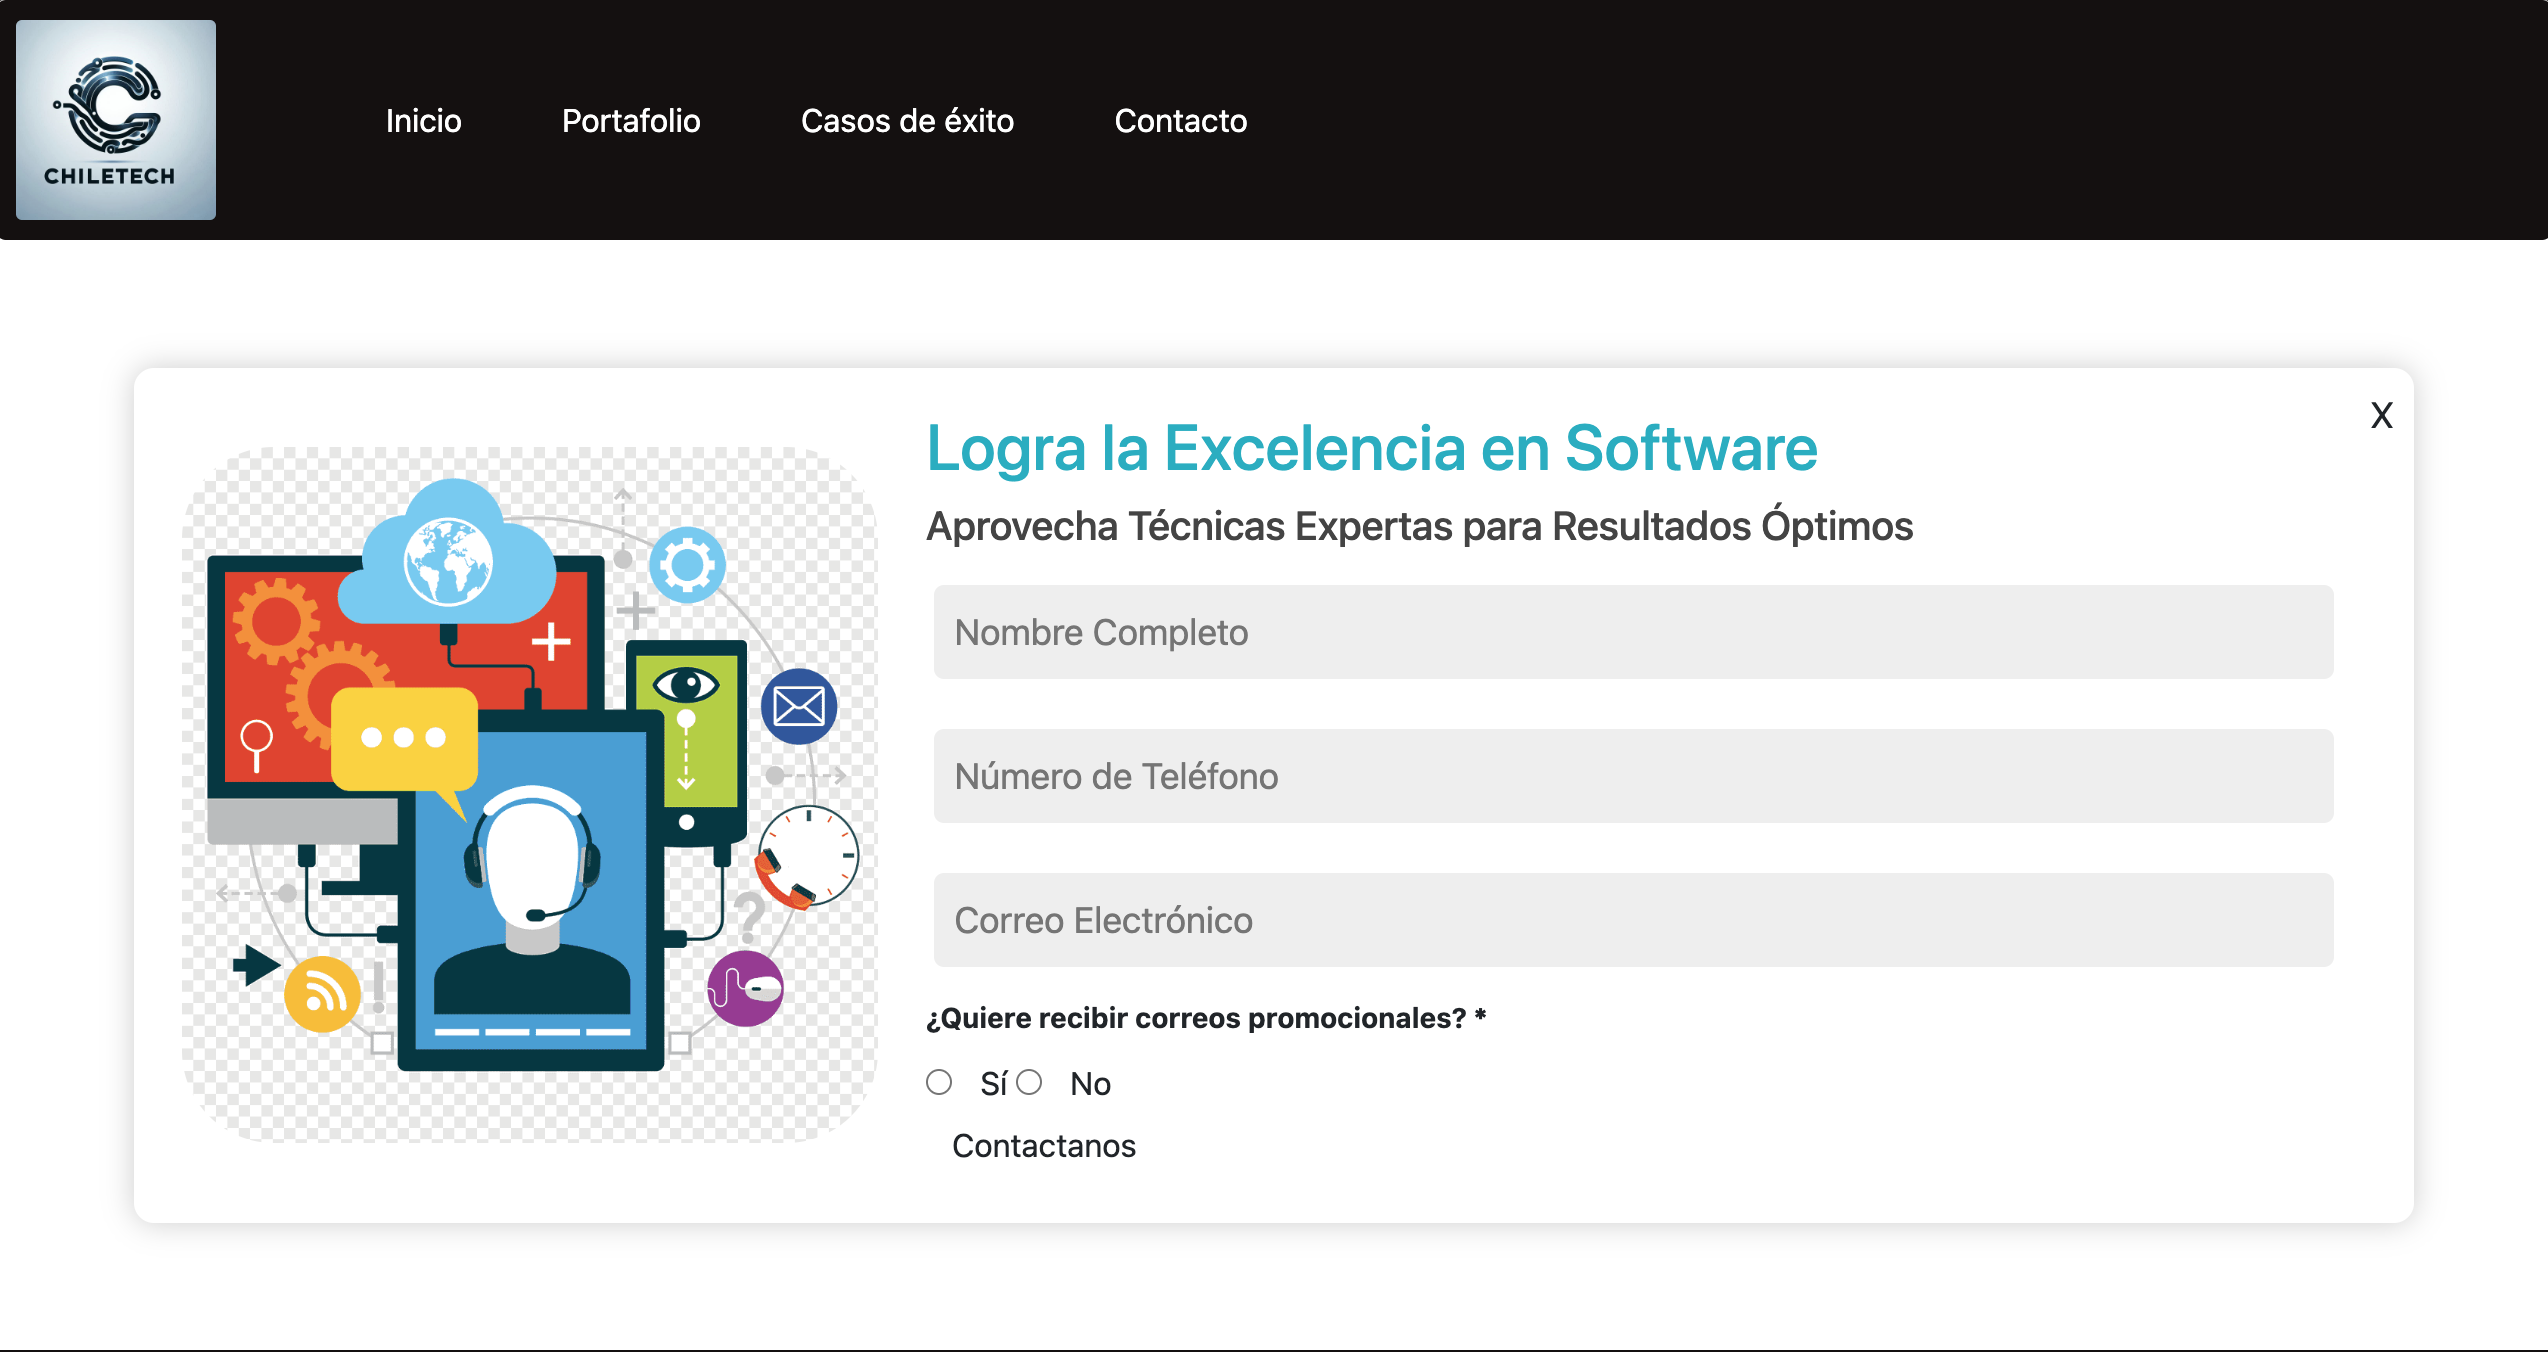 CHILETECH
Inicio Portafolio Casos de éxito Contacto
X
Logra la Excelencia en Software
Aprovecha Técnicas Expertas para Resultados Óptimos
Nombre Completo
Número de Teléfono
Correo Electrónico
¿Quiere recibir correos promocionales? *
Sí No
Contactanos